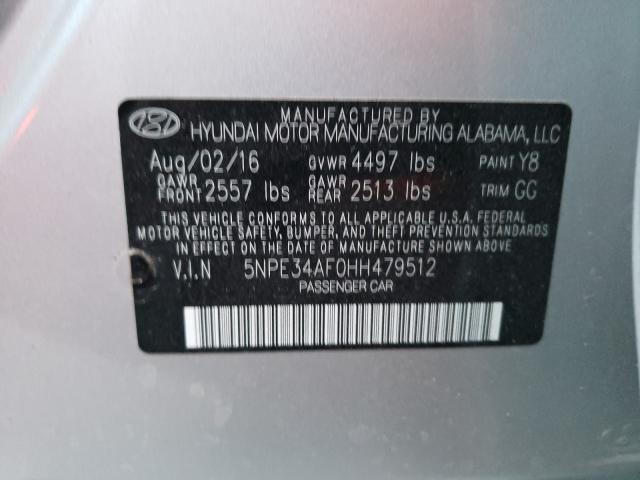 MANUFACTURED BY
HYUNDAI MOTOR MANUFACTURING ALABAMA, LLC
Aug/02/16 GVWR 4497 lbs PAINT Y8
GAWR FRONT 2557 lbs GAWR REAR 2513 lbs TRIM GG
THIS VEHICLE CONFORMS TO ALL APPLICABLE U.S.A. FEDERAL
MOTOR VEHICLE SAFETY, BUMPER, AND THEFT PREVENTION STANDARDS
IN EFFECT ON THE DATE OF MANUFACTURE SHOWN ABOVE.
V.I.N 5NPE34AF0HH479512
PASSENGER CAR